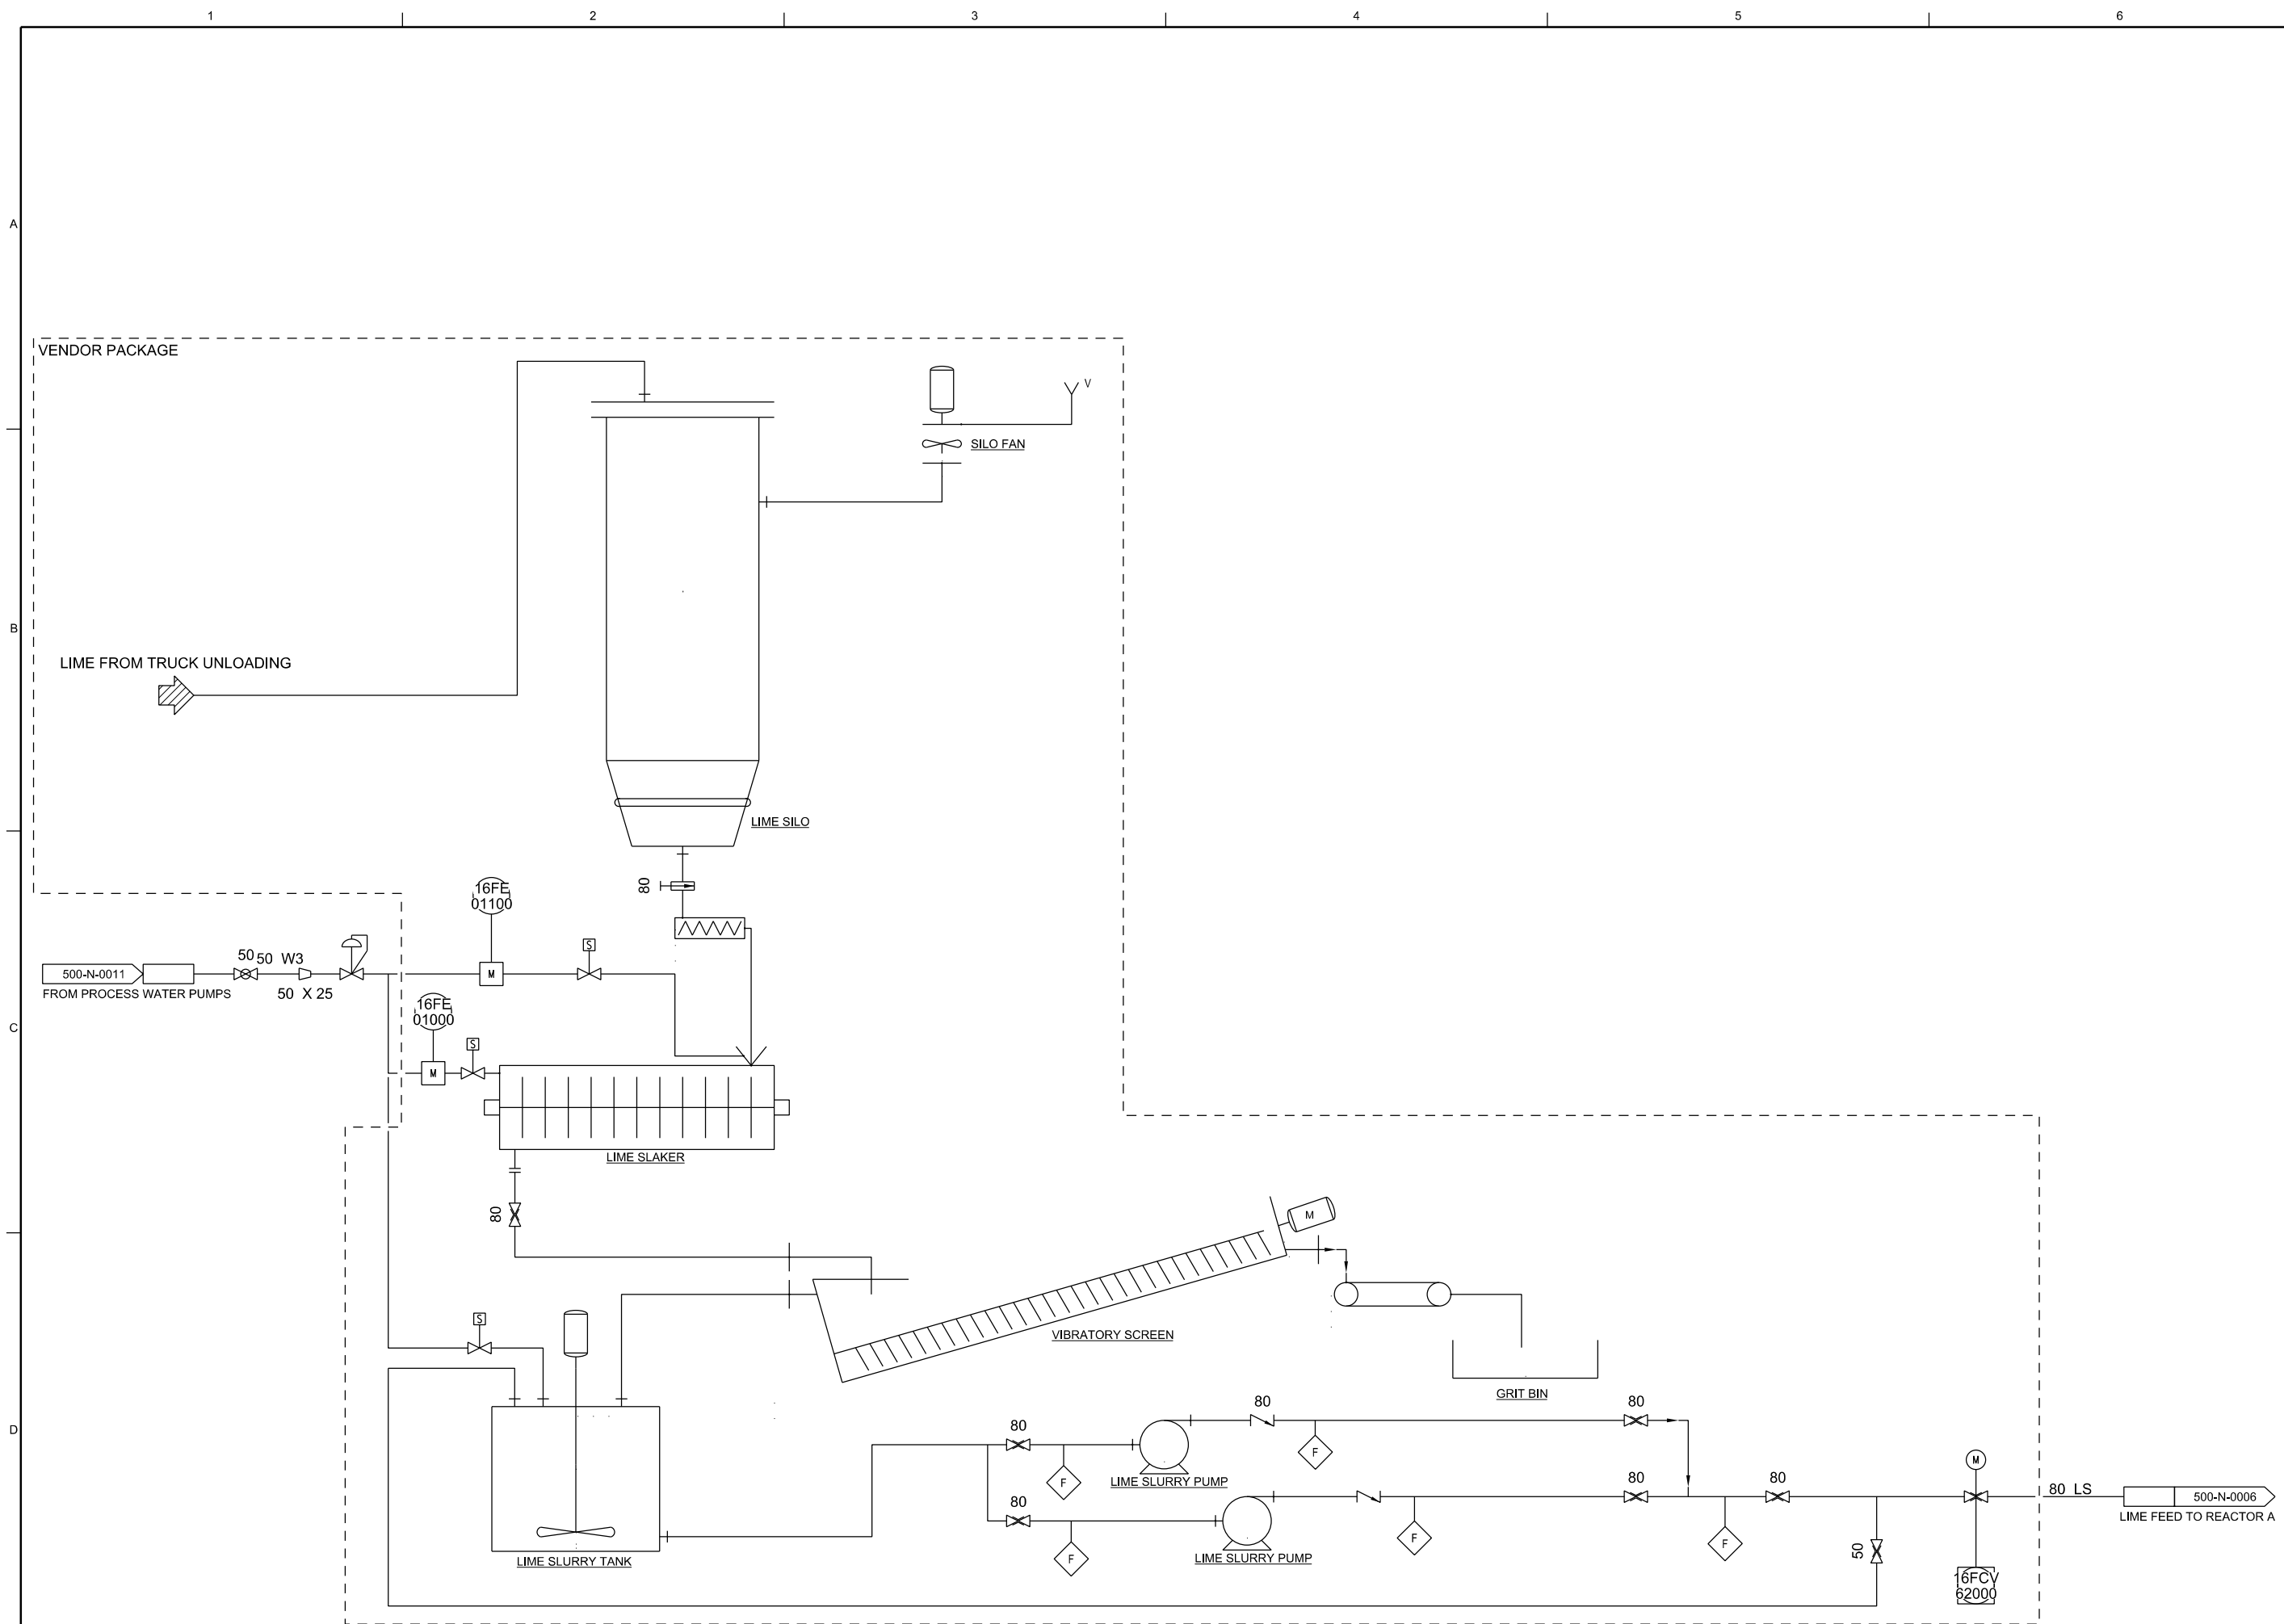 1
2
3
4
5
6
A
VENDOR PACKAGE
V
SILO FAN
B
LIME FROM TRUCK UNLOADING
LIME SILO
80
16FE
01100
S
50
50 W3
500-N-0011
M
FROM PROCESS WATER PUMPS
50 X 25
16FE
01000
C
S
M
LIME SLAKER
80
M
S
VIBRATORY SCREEN
GRIT BIN
D
80
80
80
F
F
LIME SLURRY PUMP
M
80
80
80
80 LS
500-N-0006
LIME FEED TO REACTOR A
F
F
F
LIME SLURRY TANK
LIME SLURRY PUMP
50
16FCV
62000